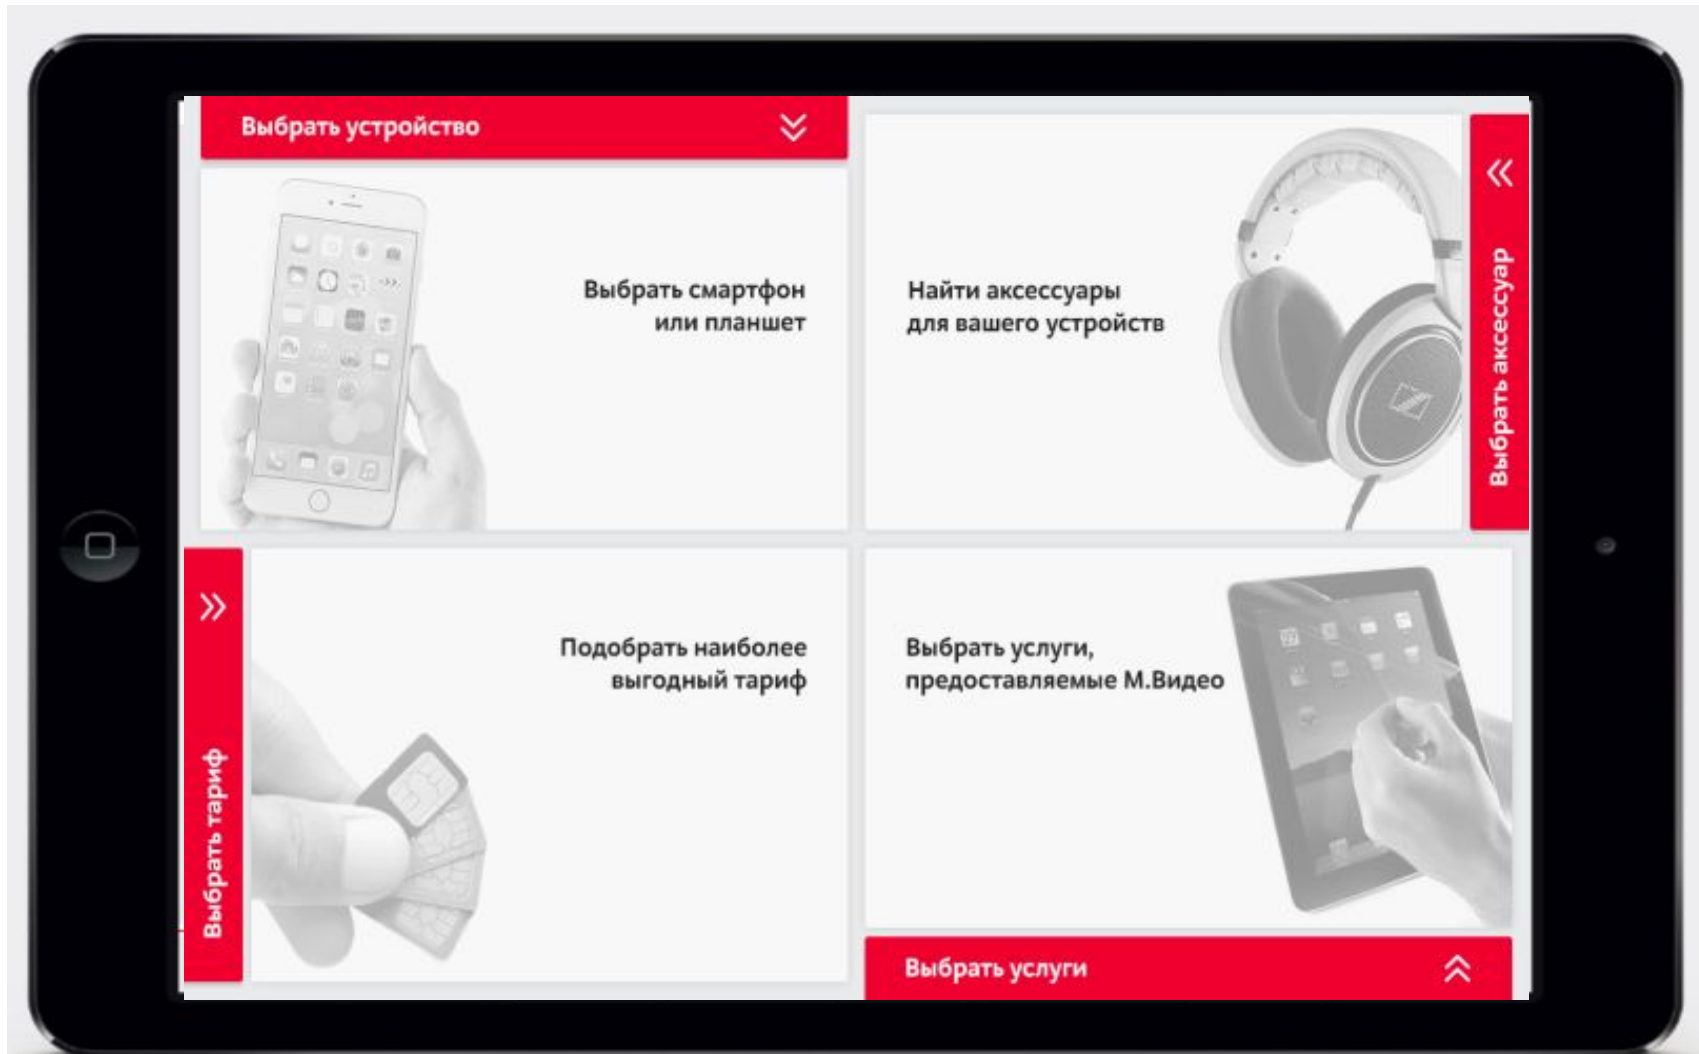 Выбрать устройство
Выбрать смартфон
или планшет
Найти аксессуары
для вашего устройств
Выбрать аксессуар
Выбрать тариф
Подобрать наиболее
выгодный тариф
Выбрать услуги,
предоставляемые М.Видео
Выбрать услуги